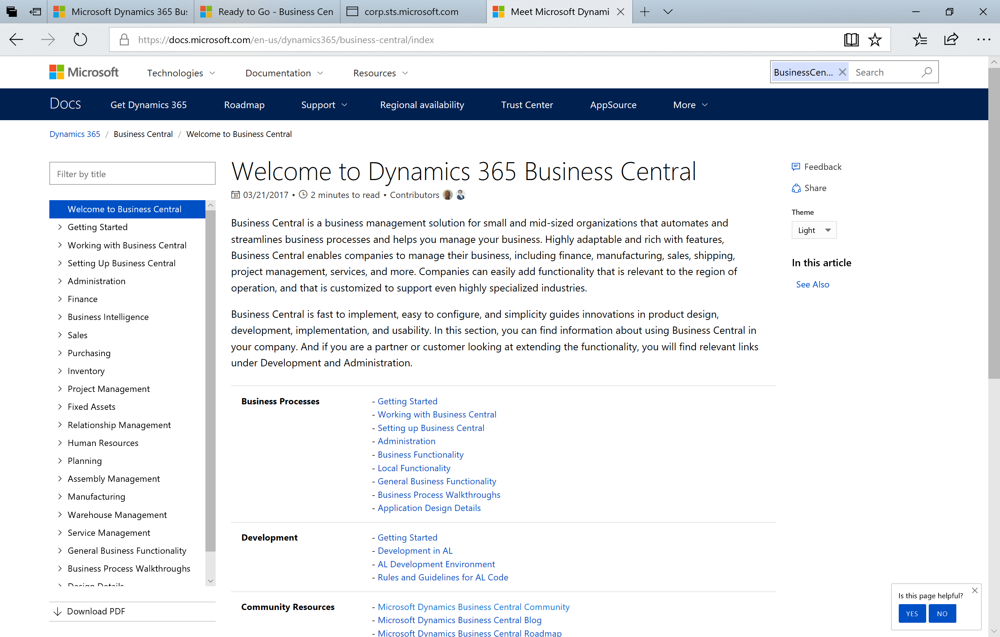 Microsoft Dynamics 365 Bus
Ready to Go - Business Cen
corp.sts.microsoft.com
Meet Microsoft Dynami
https://docs.microsoft.com/en-us/dynamics365/business-central/index
Microsoft
Technologies
Documentation
Resources
BusinessCen...
Search
Docs
Get Dynamics 365
Roadmap
Support
Regional availability
Trust Center
AppSource
More
Dynamics 365 / Business Central / Welcome to Business Central
Filter by title
Welcome to Business Central
Getting Started
Working with Business Central
Setting Up Business Central
Administration
Finance
Business Intelligence
Sales
Purchasing
Inventory
Project Management
Fixed Assets
Relationship Management
Human Resources
Planning
Assembly Management
Manufacturing
Warehouse Management
Service Management
General Business Functionality
Business Process Walkthroughs
Design Details
Download PDF
Welcome to Dynamics 365 Business Central
31 03/21/2017 • 2 minutes to read • Contributors
Business Central is a business management solution for small and mid-sized organizations that automates and
streamlines business processes and helps you manage your business. Highly adaptable and rich with features,
Business Central enables companies to manage their business, including finance, manufacturing, sales, shipping,
project management, services, and more. Companies can easily add functionality that is relevant to the region of
operation, and that is customized to support even highly specialized industries.
Business Central is fast to implement, easy to configure, and simplicity guides innovations in product design,
development, implementation, and usability. In this section, you can find information about using Business Central in
your company. And if you are a partner or customer looking at extending the functionality, you will find relevant links
under Development and Administration.
Business Processes
- Getting Started
- Working with Business Central
- Setting up Business Central
- Administration
- Business Functionality
- Local Functionality
- General Business Functionality
- Business Process Walkthroughs
- Application Design Details
Development
- Getting Started
- Development in AL
- AL Development Environment
- Rules and Guidelines for AL Code
Community Resources
- Microsoft Dynamics Business Central Community
- Microsoft Dynamics Business Central Blog
- Microsoft Dynamics Business Central Roadmap
Feedback
Share
Theme
Light
In this article
See Also
Is this page helpful?
YES
NO